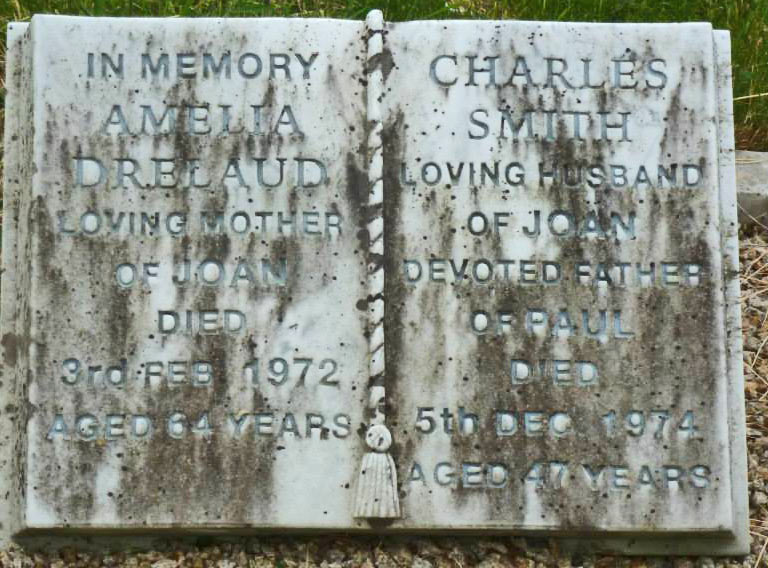 IN MEMORY
AMELIA
DRELAUD
LOVING MOTHER
OF JOAN
DIED
3rd FEB 1972
AGED 64 YEARS
CHARLES
SMITH
LOVING HUSBAND
OF JOAN
DEVOTED FATHER
OF PAUL
DIED
5th DEC. 1974
AGED 47 YEARS